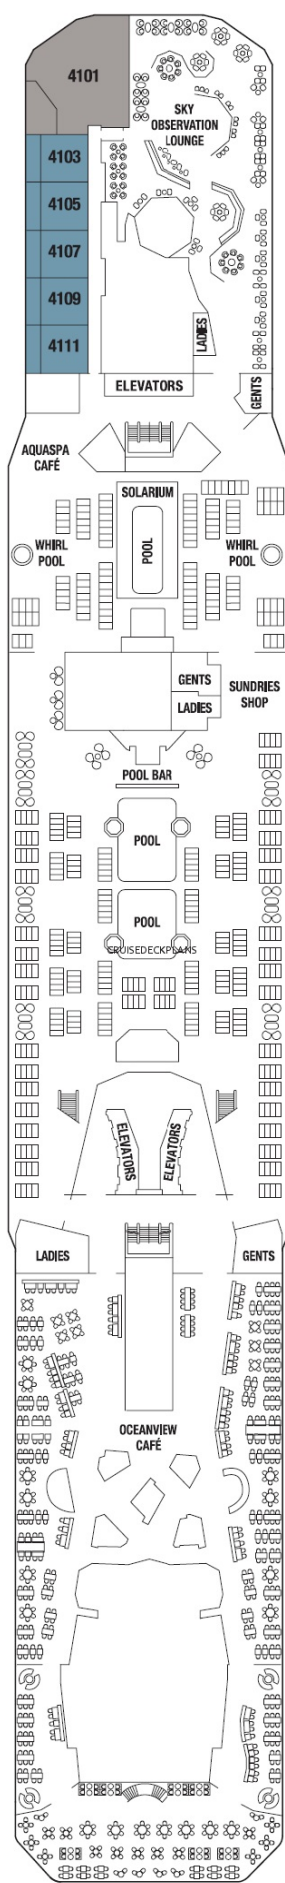 4101
SKY
OBSERVATION
LOUNGE
4103
4105
4107
4109
4111
LADIES
ELEVATORS
GENTS
AQUASPA
CAFÉ
SOLARIUM
POOL
WHIRL
POOL
WHIRL
POOL
GENTS
LADIES
SUNDRIES
SHOP
POOL BAR
POOL
POOL
CRUISEDECKPLANS
ELEVATORS
ELEVATORS
LADIES
GENTS
OCEANVIEW
CAFÉ